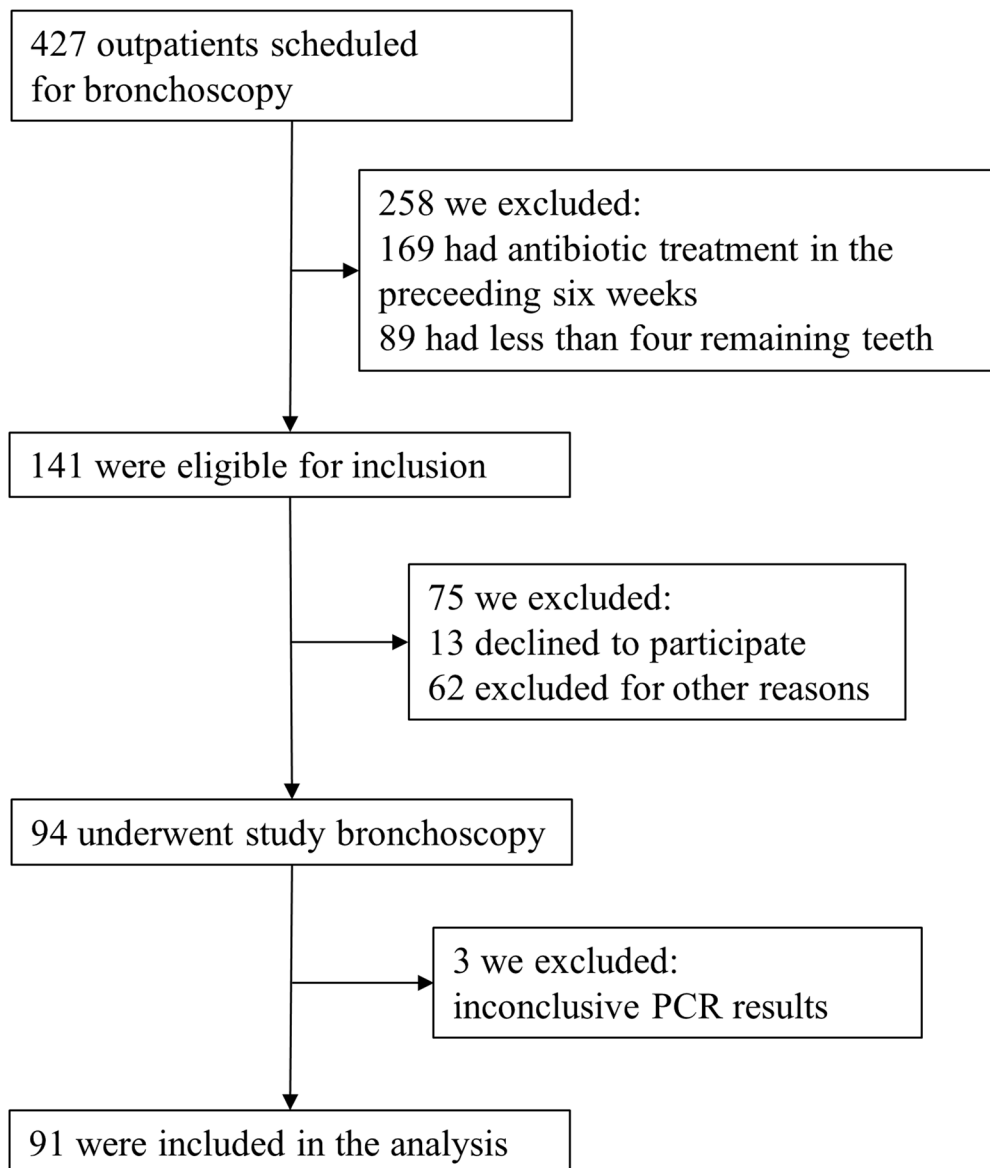 427 outpatients scheduled
for bronchoscopy
258 we excluded:
169 had antibiotic treatment in the
preceeding six weeks
89 had less than four remaining teeth
141 were eligible for inclusion
75 we excluded:
13 declined to participate
62 excluded for other reasons
94 underwent study bronchoscopy
3 we excluded:
inconclusive PCR results
91 were included in the analysis